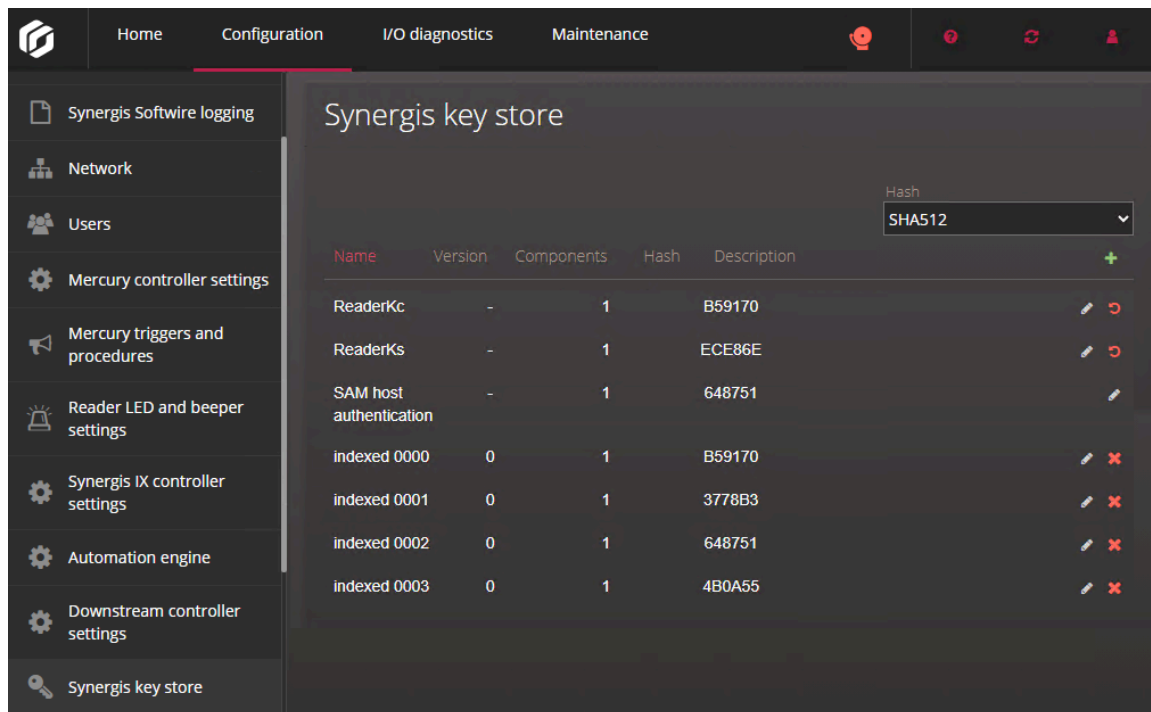 Home Configuration I/O diagnostics Maintenance
Synergis Softwire logging
Network
Users
Mercury controller settings
Mercury triggers and
procedures
Reader LED and beeper
settings
Synergis IX controller
settings
Automation engine
Downstream controller
settings
Synergis key store
Synergis key store
Hash
SHA512
Name Version Components Hash Description
ReaderKc - 1 B59170
ReaderKs - 1 ECE86E
SAM host
authentication - 1 648751
indexed 0000 0 1 B59170
indexed 0001 0 1 3778B3
indexed 0002 0 1 648751
indexed 0003 0 1 4B0A55